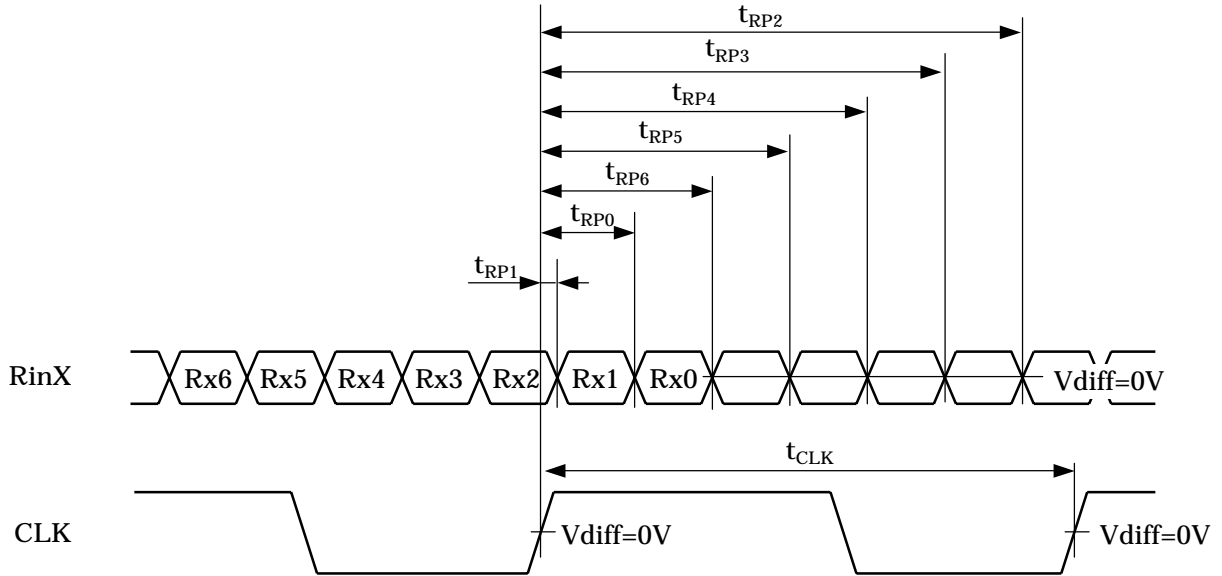 tRP2
tRP3
tRP4
tRP5
tRP6
tRP0
tRP1
RinX Rx6 Rx5 Rx4 Rx3 Rx2 Rx1 Rx0 Vdiff=0V
tCLK
CLK Vdiff=0V Vdiff=0V